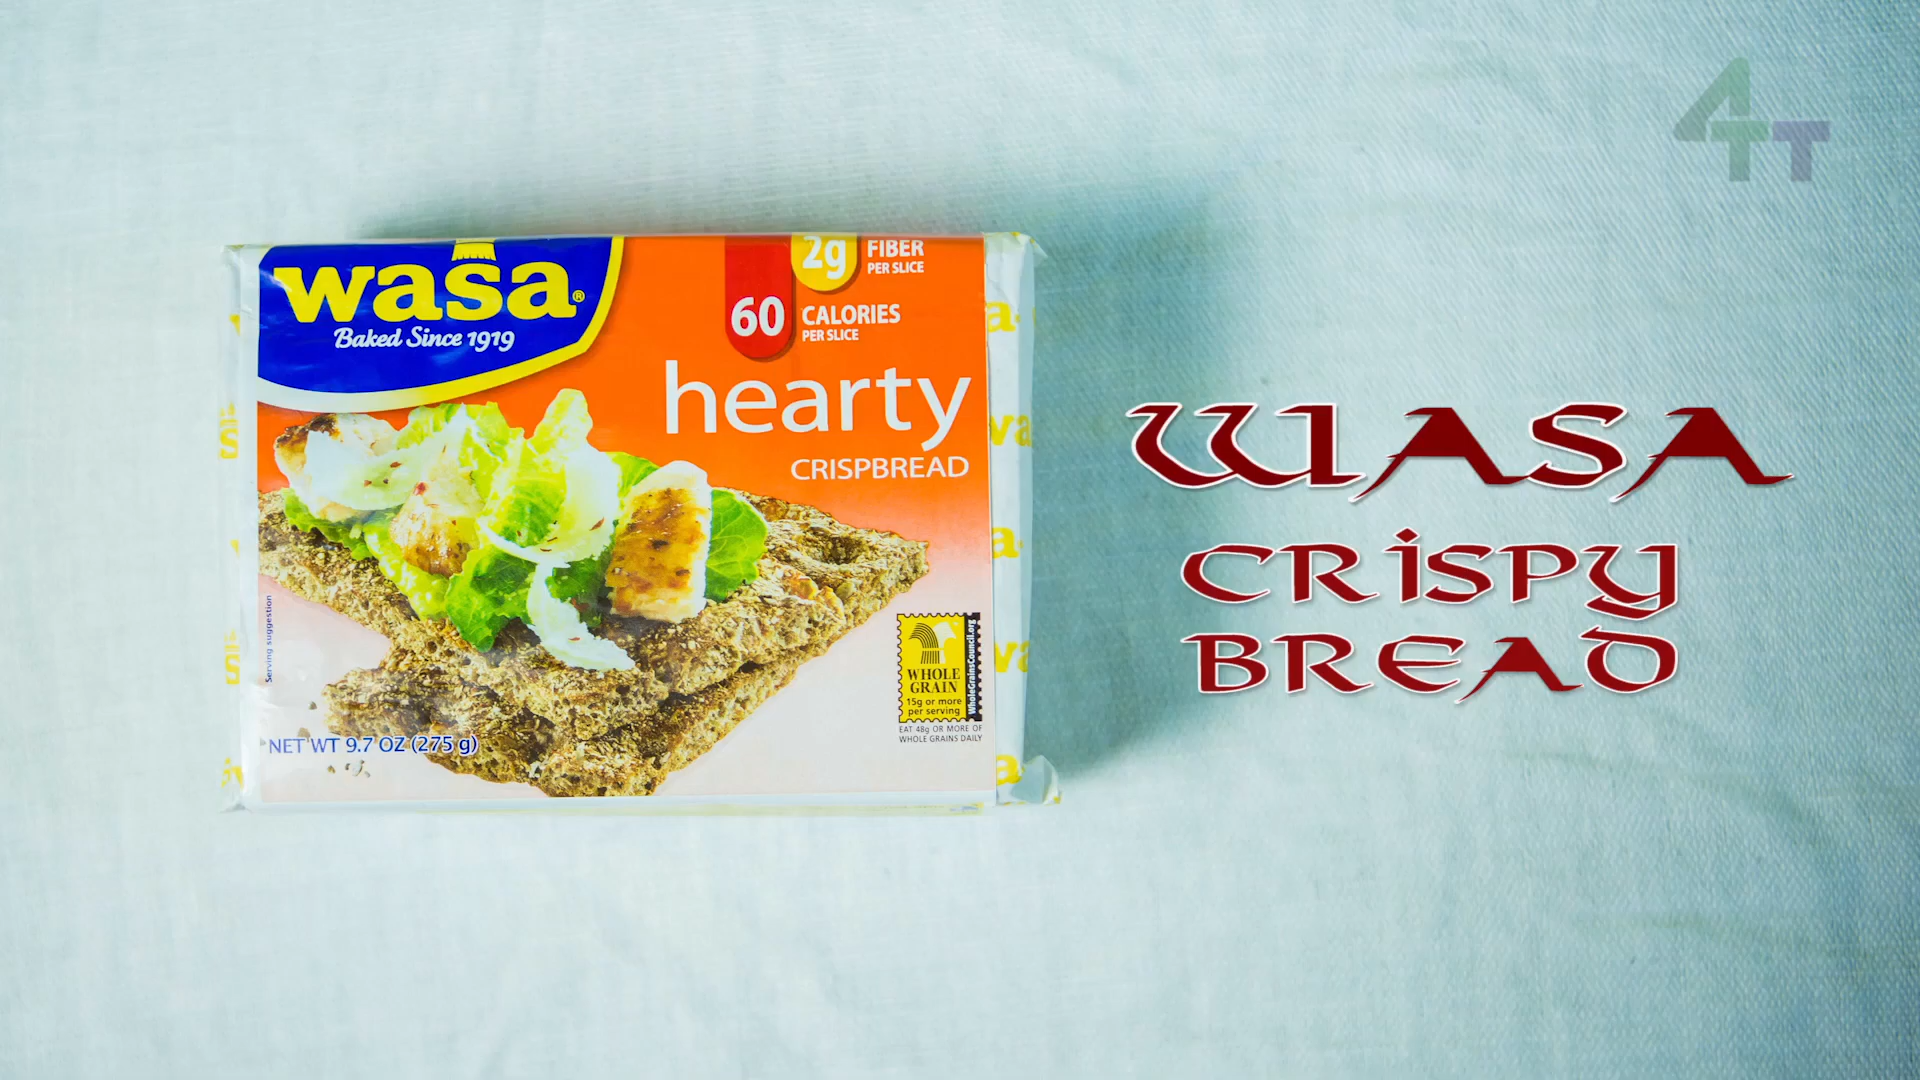 wasa®
Baked Since 1919
2g FIBER
PER SLICE
60 CALORIES
PER SLICE
hearty
CRISPBREAD
Serving suggestion
WHOLE
GRAIN
15g or more
per serving
WholeGrainsCouncil.org
EAT 48g OR MORE OF
WHOLE GRAINS DAILY
NET WT 9.7 OZ (275 g)
WASA
CRISPY
BREAD
4TT